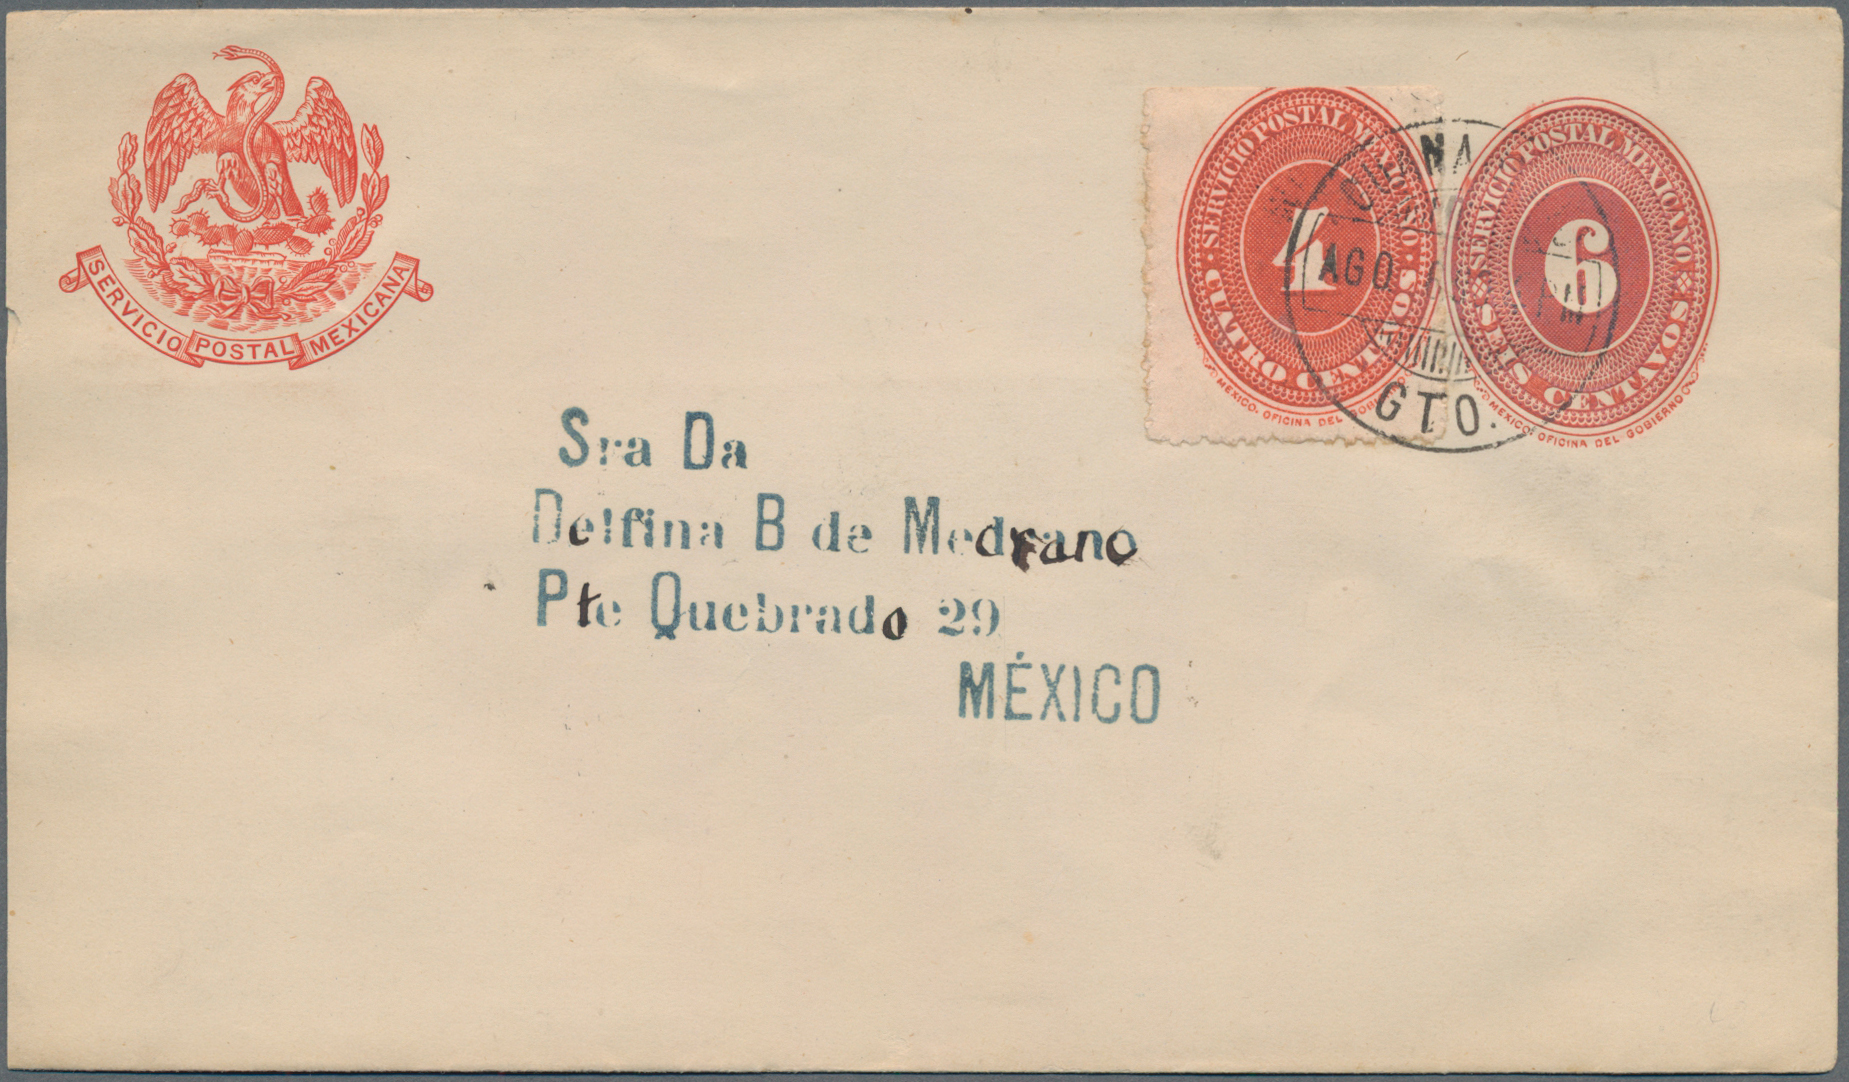 SERVICIO POSTAL MEXICANA
SERVICIO POSTAL MEXICANO
4
CUATRO CENTAVOS
MEXICO. OFICINA DEL
SERVICIO POSTAL MEXICANO
6
SEIS CENTAVOS
MEXICO. OFICINA DEL GOBIERNO
AGO PM
GTO.
Sra Da
Delfina B de Medrano
Pte Quebrado 29
MÉXICO